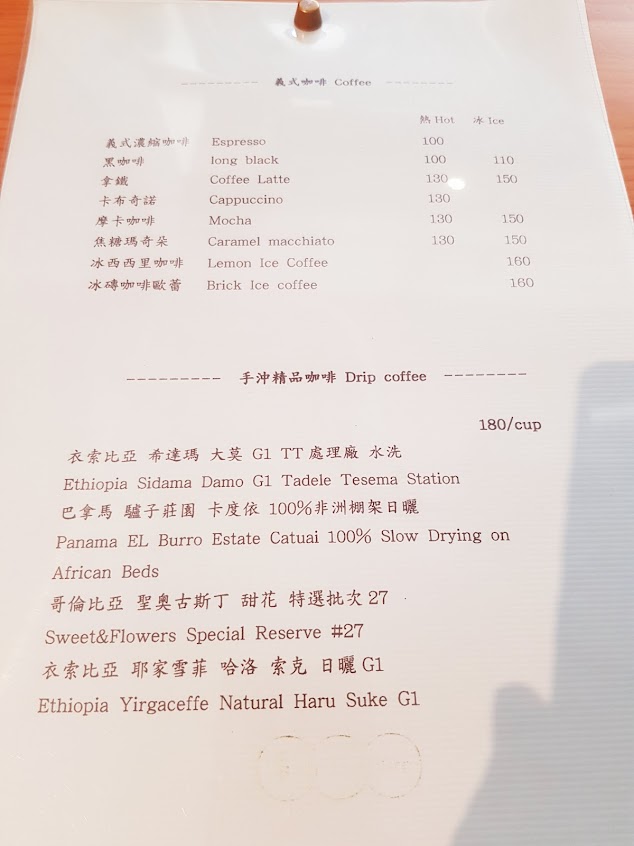 --------- 義式咖啡 Coffee --------
熱 Hot 冰 Ice
義式濃縮咖啡 Espresso 100
黑咖啡 long black 100 110
拿鐵 Coffee Latte 130 150
卡布奇諾 Cappuccino 130
摩卡咖啡 Mocha 130 150
焦糖瑪奇朵 Caramel macchiato 130 150
冰西西里咖啡 Lemon Ice Coffee 160
冰磚咖啡歐蕾 Brick Ice coffee 160
--------- 手沖精品咖啡 Drip coffee --------
180/cup
衣索比亞 希達瑪 大莫 G1 TT 處理廠 水洗
Ethiopia Sidama Damo G1 Tadele Tesema Station
巴拿馬 驢子莊園 卡度依 100%非洲棚架日曬
Panama EL Burro Estate Catuai 100% Slow Drying on
African Beds
哥倫比亞 聖奧古斯丁 甜花 特選批次 27
Sweet&Flowers Special Reserve #27
衣索比亞 耶家雪菲 哈洛 索克 日曬 G1
Ethiopia Yirgaceffe Natural Haru Suke G1